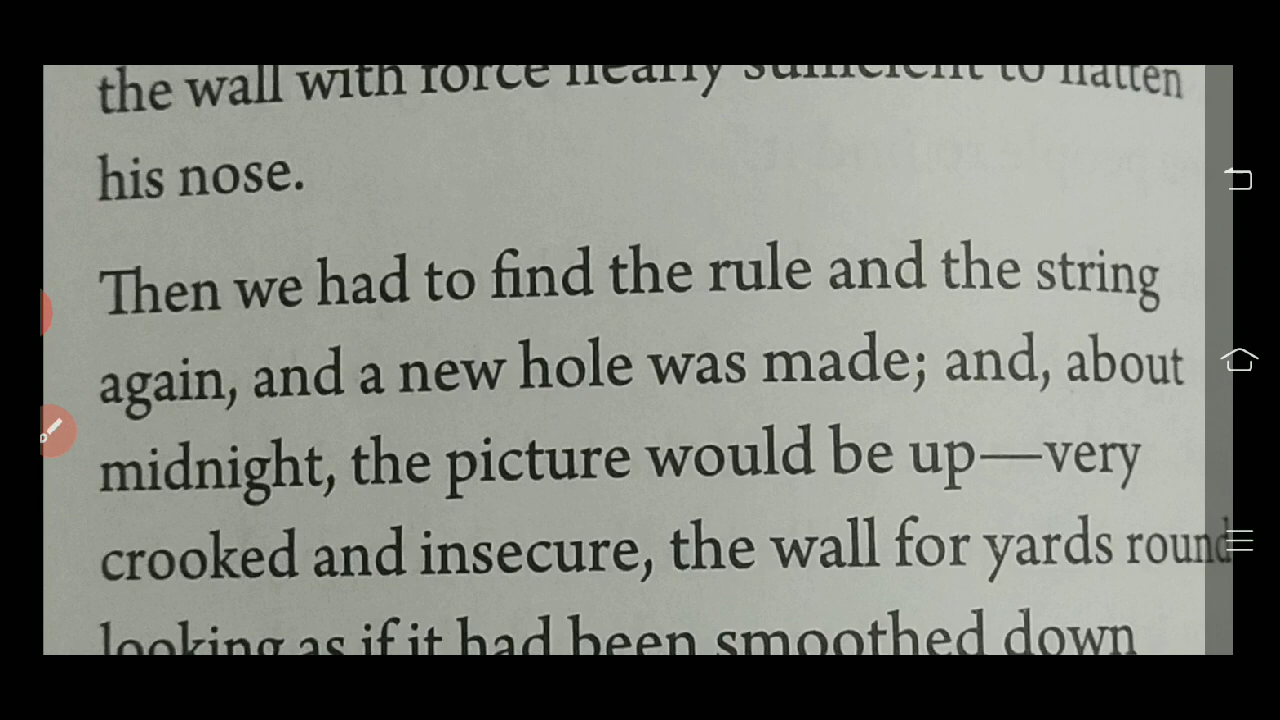 the wall with force nearly sufficient to flatten
his nose.
Then we had to find the rule and the string
again, and a new hole was made; and, about
midnight, the picture would be up—very
crooked and insecure, the wall for yards round
looking as if it had been smoothed down